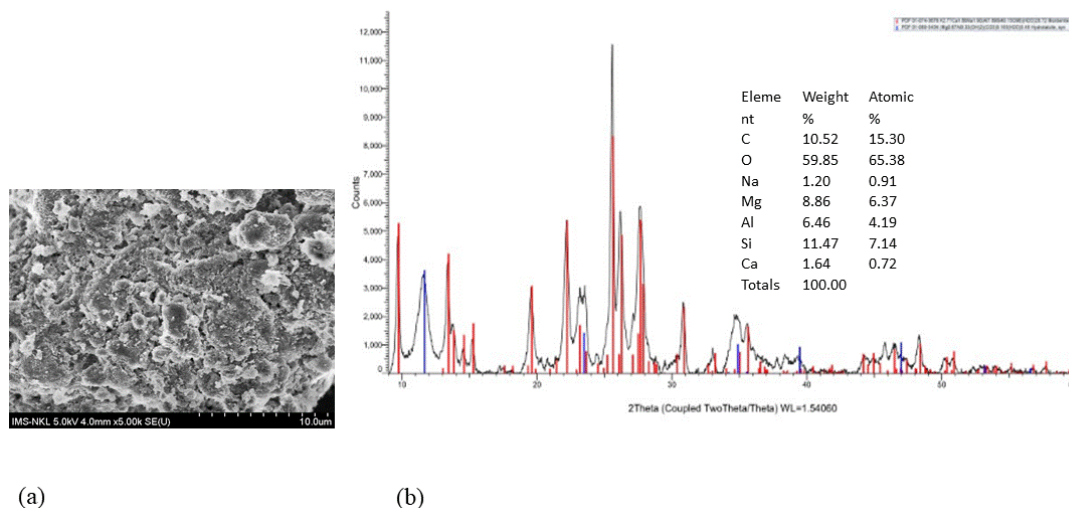 12,000
11,000
10,000
9,000
8,000
7,000
6,000
5,000
4,000
3,000
2,000
1,000
0
Counts
10
20
30
40
50
2Theta (Coupled TwoTheta/Theta) WL=1.54060
Eleme Weight Atomic
nt % %
C 10.52 15.30
O 59.85 65.38
Na 1.20 0.91
Mg 8.86 6.37
Al 6.46 4.19
Si 11.47 7.14
Ca 1.64 0.72
Totals 100.00
IMS-NKL 5.0kV 4.0mm x5.00k SE(U)
10.0um
(a)
(b)